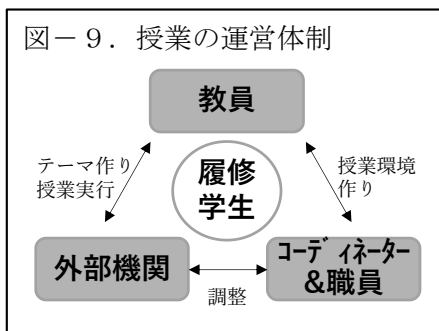 図－９．授業の運営体制
教員
テーマ作り
授業実行
授業環境
作り
履修
学生
外部機関
ｺｰﾃﾞｨﾈｰﾀｰ
&職員
調整